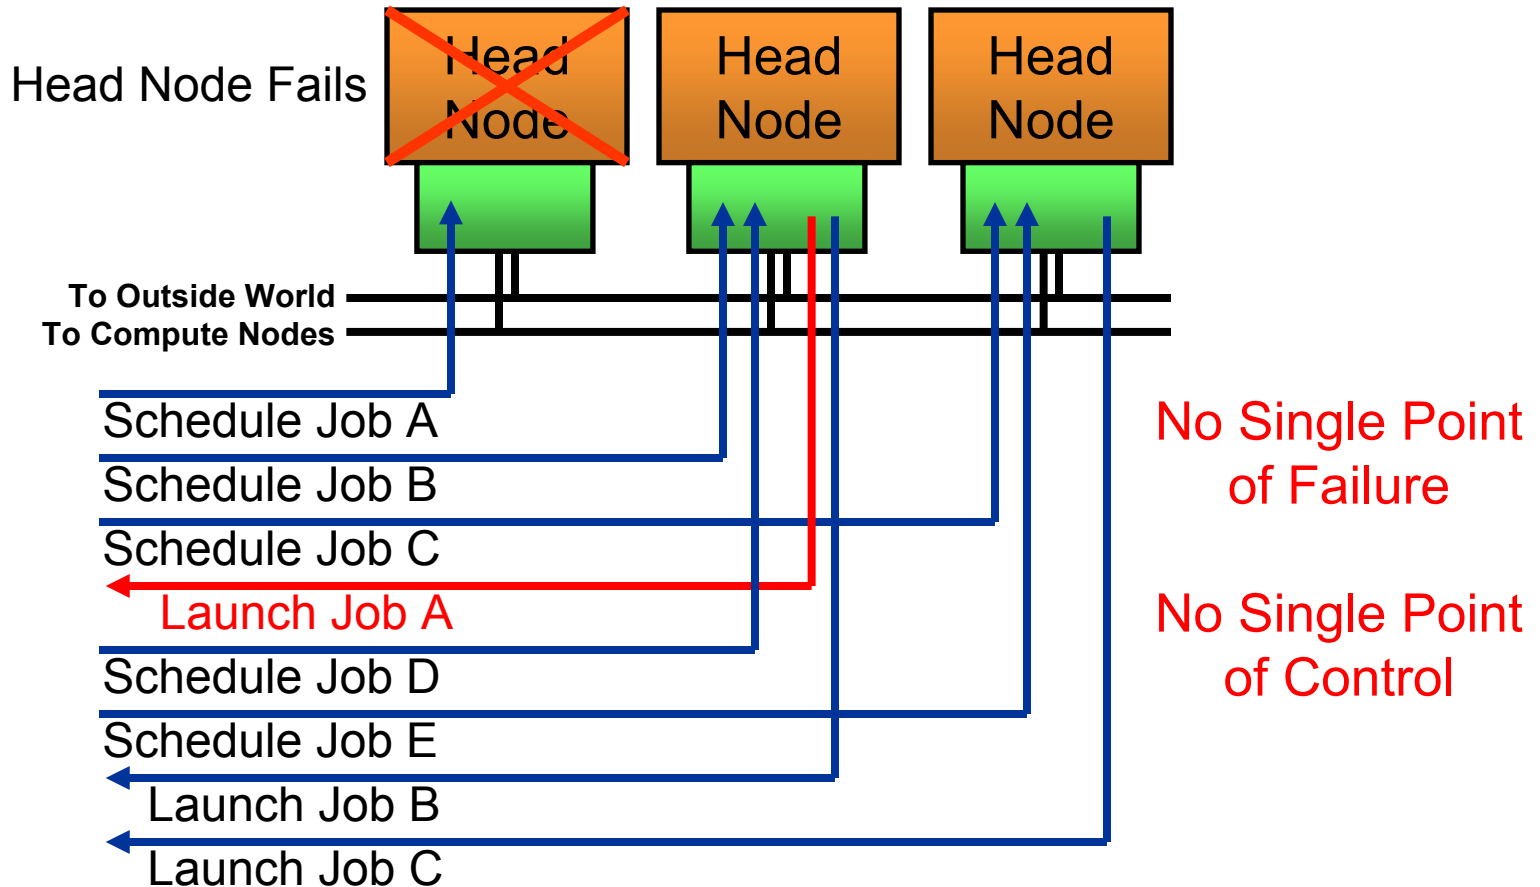 Head Node Fails
Head
Node
Head
Node
Head
Node
To Outside World
To Compute Nodes
Schedule Job A
Schedule Job B
Schedule Job C
Launch Job A
Schedule Job D
Schedule Job E
Launch Job B
Launch Job C
No Single Point
of Failure
No Single Point
of Control